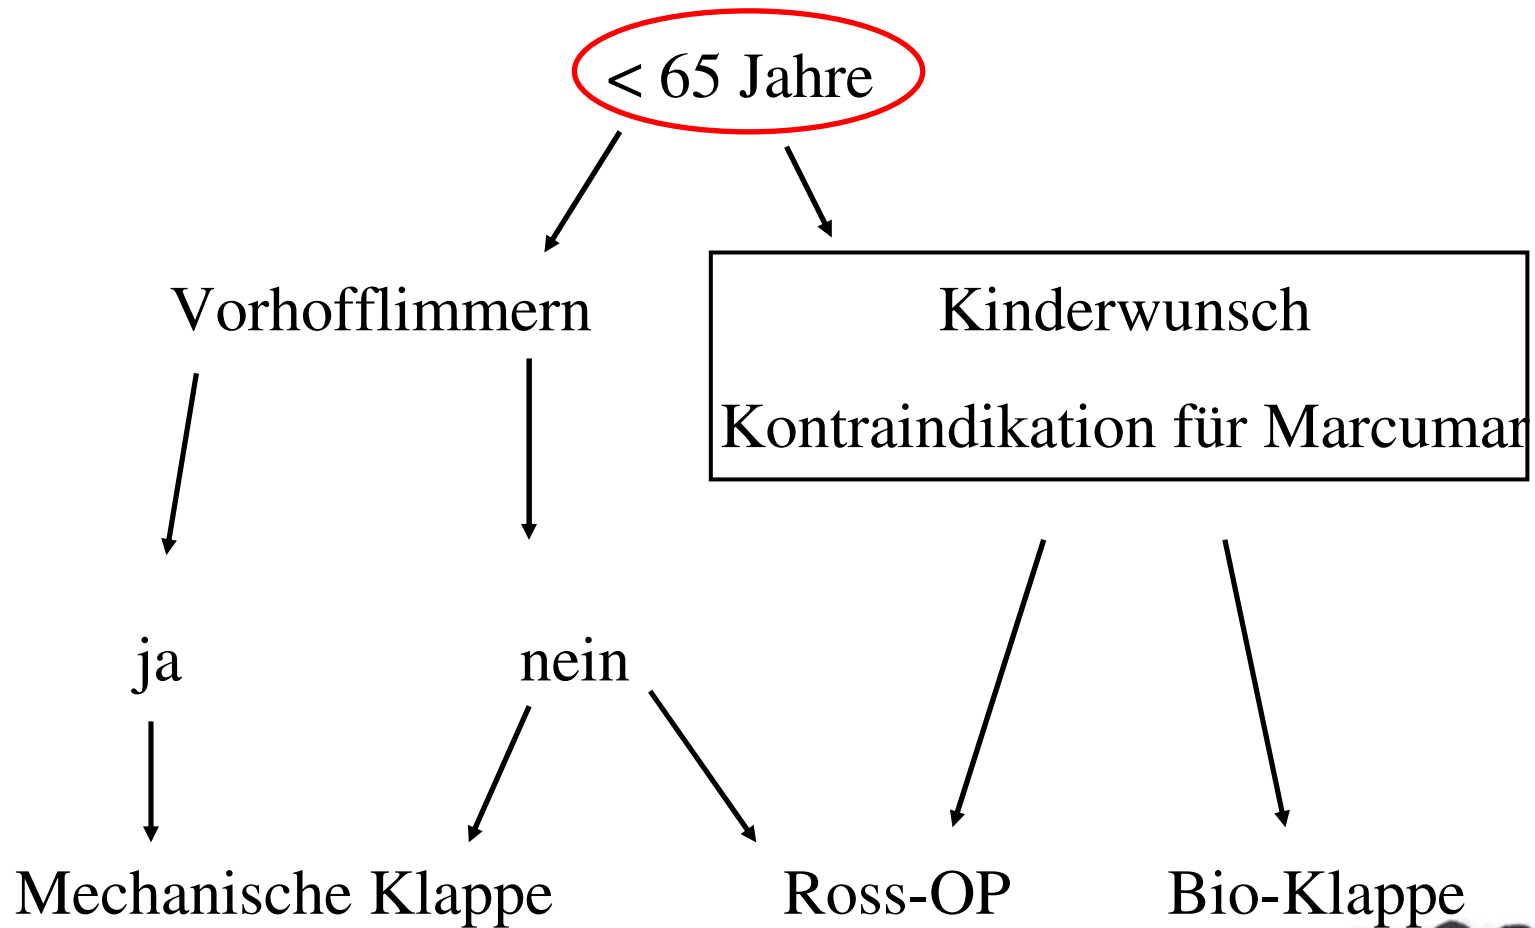 < 65 Jahre
Vorhofflimmern
Kinderwunsch
Kontraindikation für Marcumar
ja
nein
Mechanische Klappe
Ross-OP
Bio-Klappe